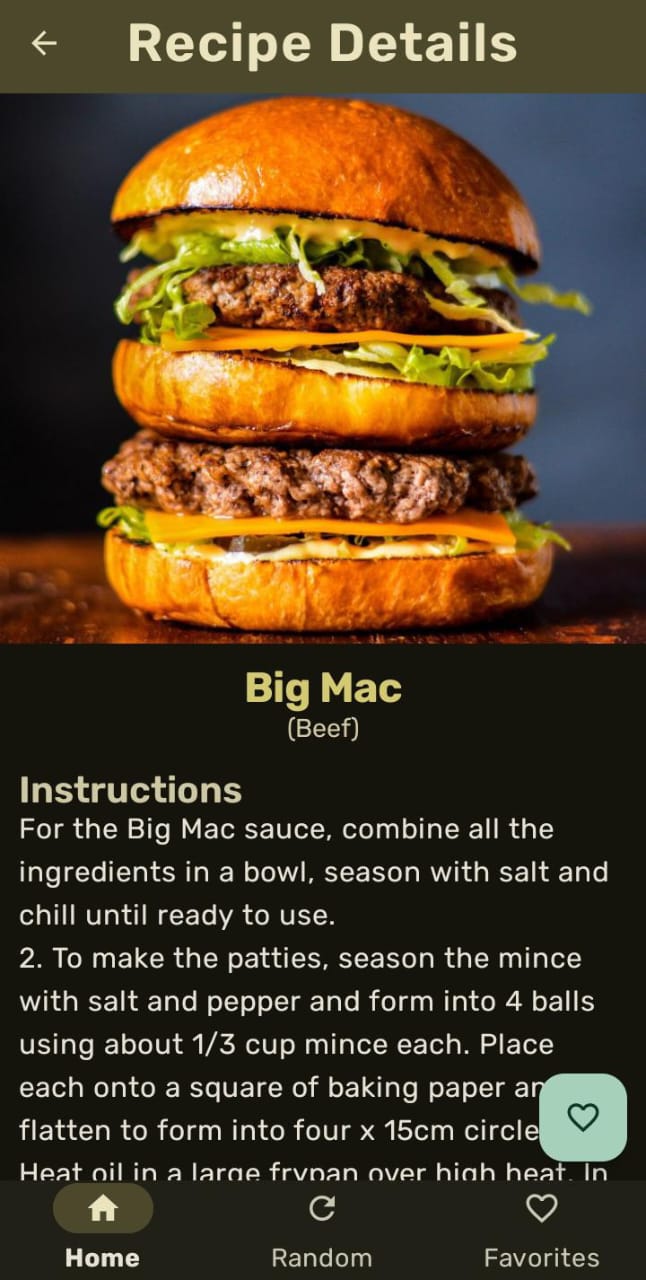 Recipe Details
Big Mac
(Beef)
Instructions
For the Big Mac sauce, combine all the
ingredients in a bowl, season with salt and
chill until ready to use.
2. To make the patties, season the mince
with salt and pepper and form into 4 balls
using about 1/3 cup mince each. Place
each onto a square of baking paper
flatten to form into four x 15cm circle
Heat oil in a large frypan over high heat. In
Home
Random
Favorites